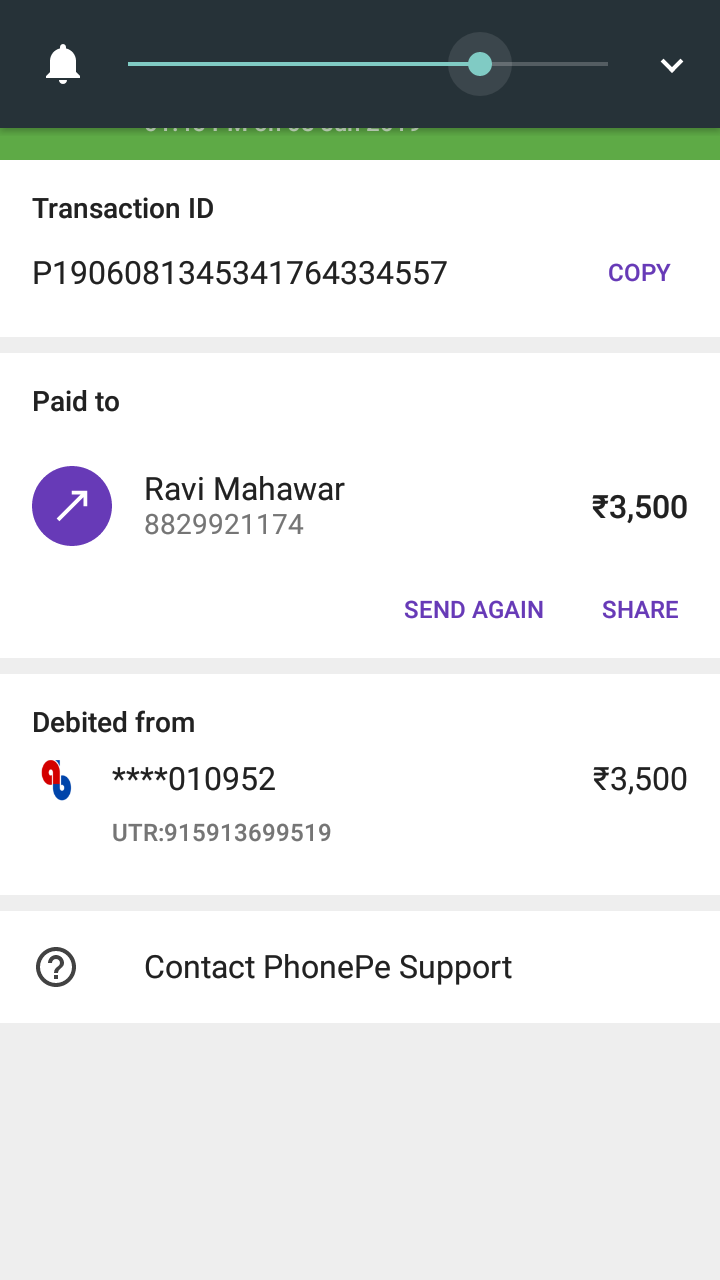 Transaction ID
P1906081345341764334557
COPY
Paid to
Ravi Mahawar
8829921174
₹3,500
SEND AGAIN
SHARE
Debited from
****010952
₹3,500
UTR:915913699519
Contact PhonePe Support